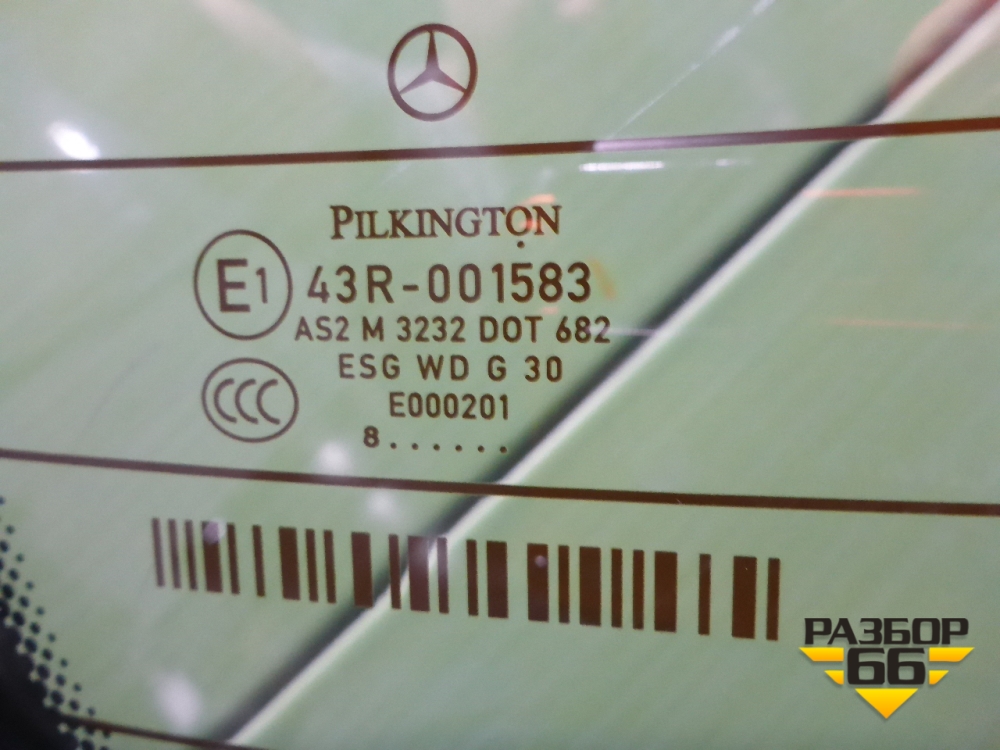 PILKINGTON
E1 43R-001583
AS2 M 3232 DOT 682
ESG WD G 30
CCC E000201
8......
РАЗБОР
66